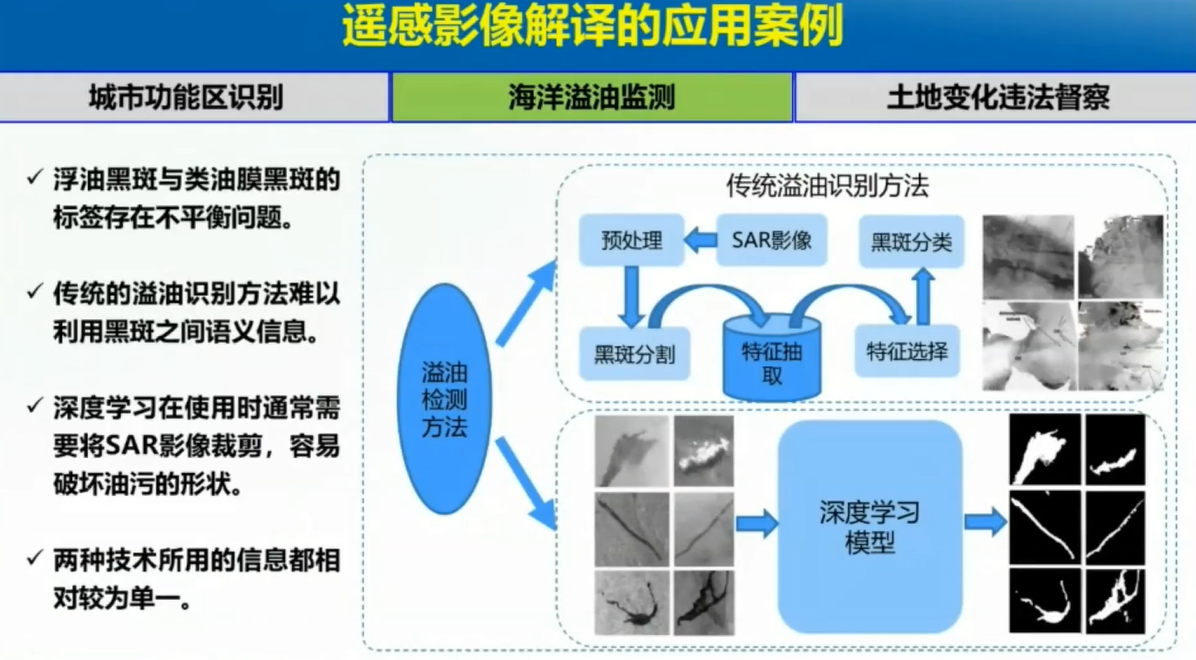 遥感影像解译的应用案例
城市功能区识别
海洋溢油监测
土地变化违法督察
✓ 浮油黑斑与类油膜黑斑的
标签存在不平衡问题。
✓ 传统的溢油识别方法难以
利用黑斑之间语义信息。
✓ 深度学习在使用时通常需
要将SAR影像裁剪，容易
破坏油污的形状。
✓ 两种技术所用的信息都相
对较为单一。
溢油
检测
方法
传统溢油识别方法
预处理
SAR影像
黑斑分类
黑斑分割
特征抽
取
特征选择
深度学习
模型